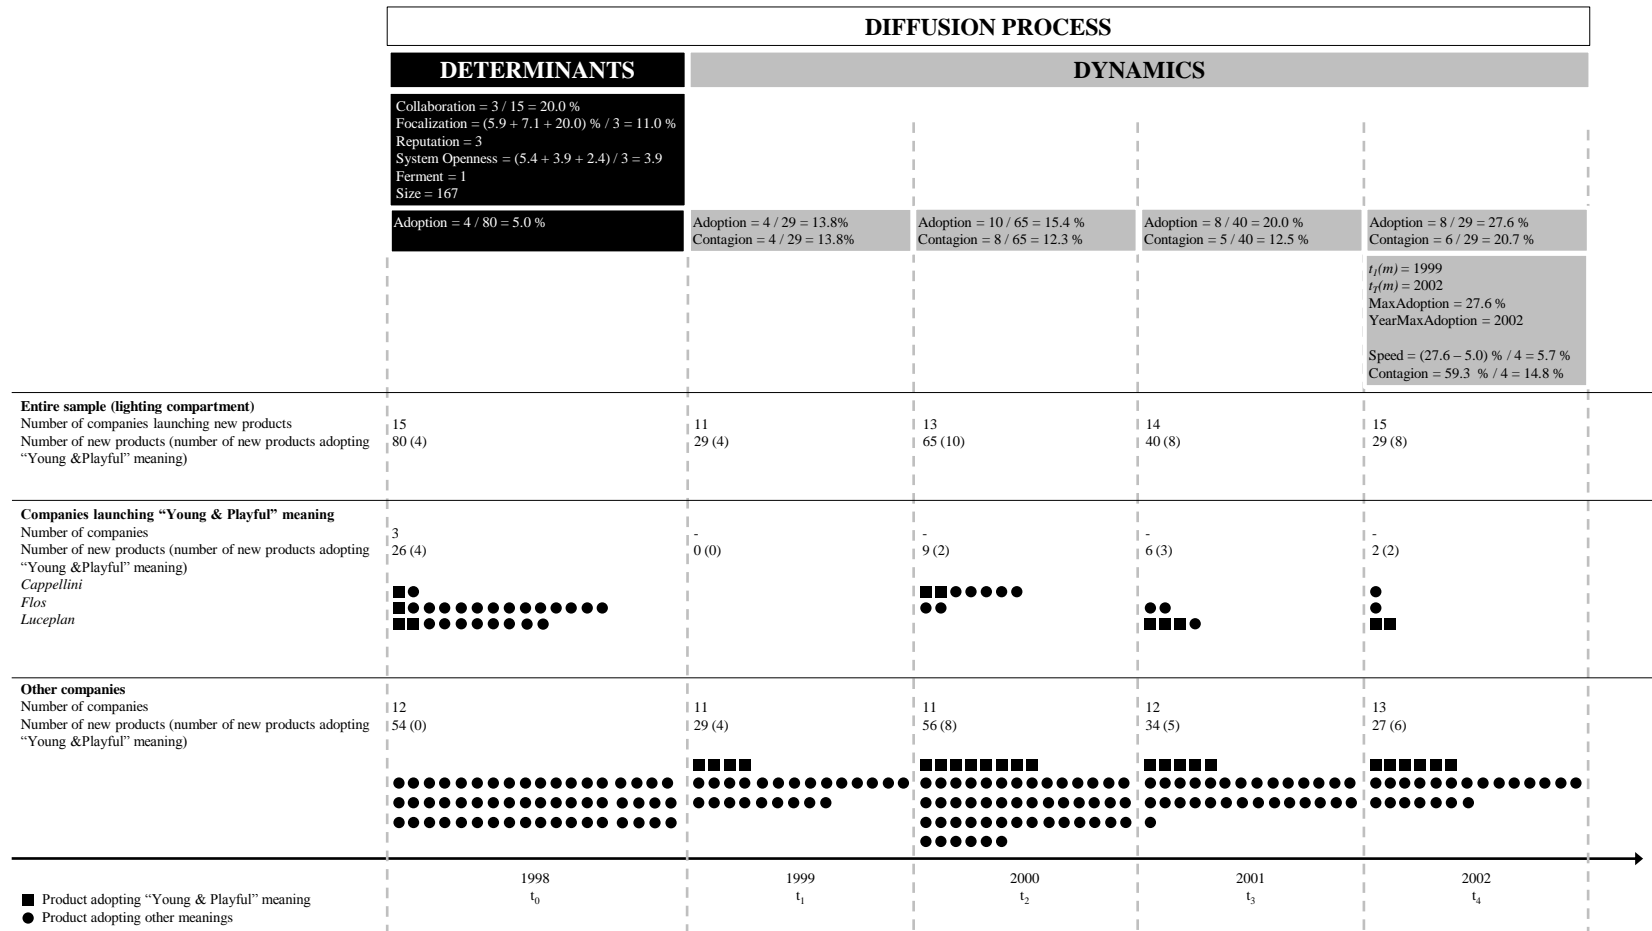 DIFFUSION PROCESS
DETERMINANTS
DYNAMICS
Collaboration = 3 / 15 = 20.0 %
Focalization = (5.9 + 7.1 + 20.0) % / 3 = 11.0 %
Reputation = 3
System Openness = (5.4 + 3.9 + 2.4) / 3 = 3.9
Ferment = 1
Size = 167
Adoption = 4 / 80 = 5.0 %
Adoption = 4 / 29 = 13.8%
Contagion = 4 / 29 = 13.8%
Adoption = 10 / 65 = 15.4 %
Contagion = 8 / 65 = 12.3 %
Adoption = 8 / 40 = 20.0 %
Contagion = 5 / 40 = 12.5 %
Adoption = 8 / 29 = 27.6 %
Contagion = 6 / 29 = 20.7 %
t1(m) = 1999
tT(m) = 2002
MaxAdoption = 27.6 %
YearMaxAdoption = 2002
Speed = (27.6 – 5.0) % / 4 = 5.7 %
Contagion = 59.3 % / 4 = 14.8 %
Entire sample (lighting compartment)
Number of companies launching new products 15 11 13 14 15
Number of new products (number of new products adopting 80 (4) 29 (4) 65 (10) 40 (8) 29 (8)
“Young &Playful” meaning)
Companies launching “Young & Playful” meaning
Number of companies 3 - - - -
Number of new products (number of new products adopting 26 (4) 0 (0) 9 (2) 6 (3) 2 (2)
“Young &Playful” meaning)
Cappellini
Flos
Luceplan
Other companies
Number of companies 12 11 11 12 13
Number of new products (number of new products adopting 54 (0) 29 (4) 56 (8) 34 (5) 27 (6)
“Young &Playful” meaning)
1998 1999 2000 2001 2002
t0 t1 t2 t3 t4
Product adopting “Young & Playful” meaning
Product adopting other meanings